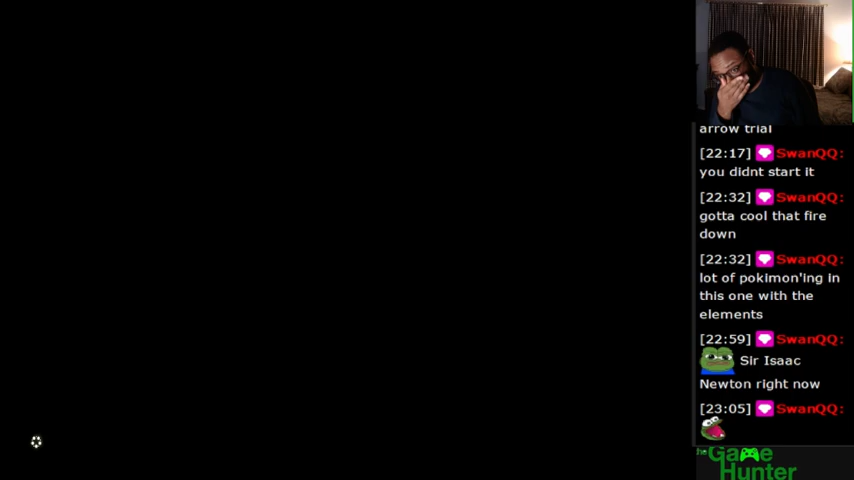 arrow trial
[22:17] SwanQQ:
you didnt start it
[22:32] SwanQQ:
gotta cool that fire
down
[22:32] SwanQQ:
lot of pokimon'ing in
this one with the
elements
[22:59] SwanQQ:
Sir Isaac
Newton right now
[23:05] SwanQQ:
the Game
Hunter